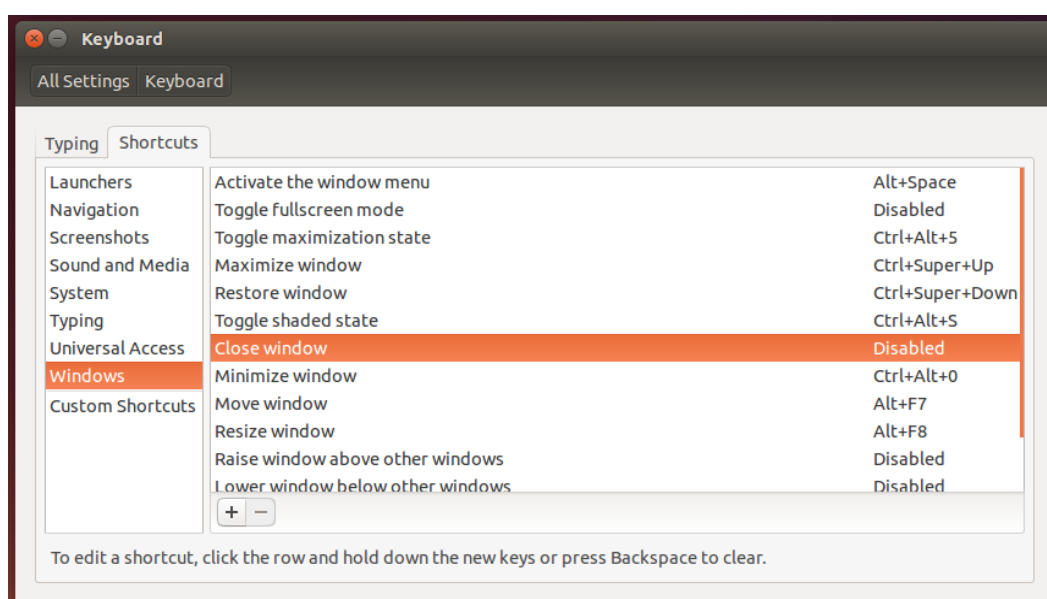 Keyboard
All Settings Keyboard
Typing Shortcuts
Launchers
Navigation
Screenshots
Sound and Media
System
Typing
Universal Access
Windows
Custom Shortcuts
Activate the window menu Alt+Space
Toggle fullscreen mode Disabled
Toggle maximization state Ctrl+Alt+5
Maximize window Ctrl+Super+Up
Restore window Ctrl+Super+Down
Toggle shaded state Ctrl+Alt+S
Close window Disabled
Minimize window Ctrl+Alt+0
Move window Alt+F7
Resize window Alt+F8
Raise window above other windows Disabled
Lower window below other windows Disabled
+ −
To edit a shortcut, click the row and hold down the new keys or press Backspace to clear.